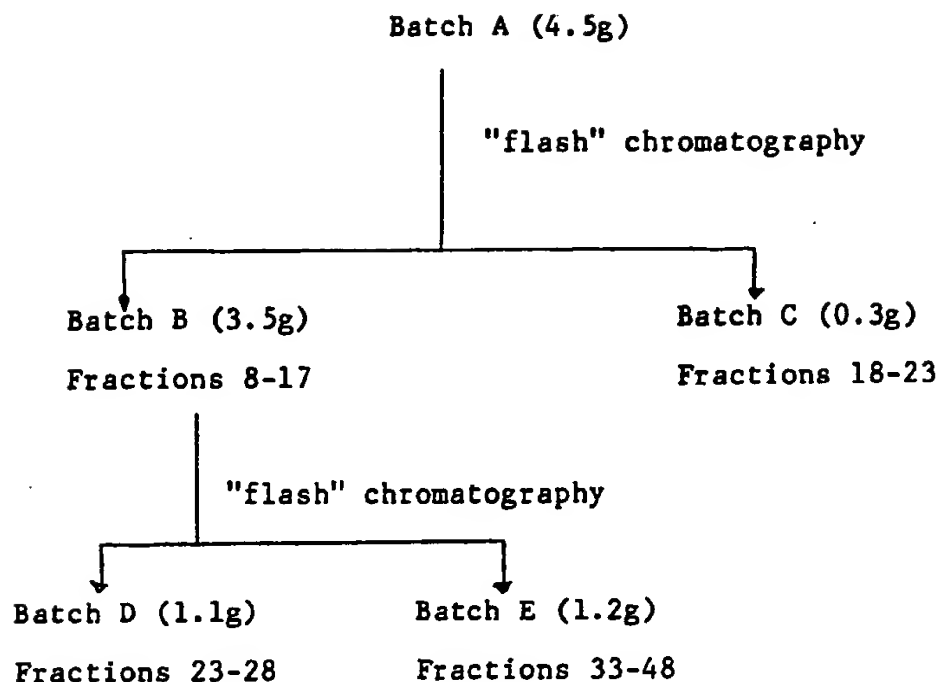 Batch A (4.5g)
"flash" chromatography
Batch B (3.5g)
Fractions 8-17
Batch C (0.3g)
Fractions 18-23
"flash" chromatography
Batch D (1.1g)
Fractions 23-28
Batch E (1.2g)
Fractions 33-48